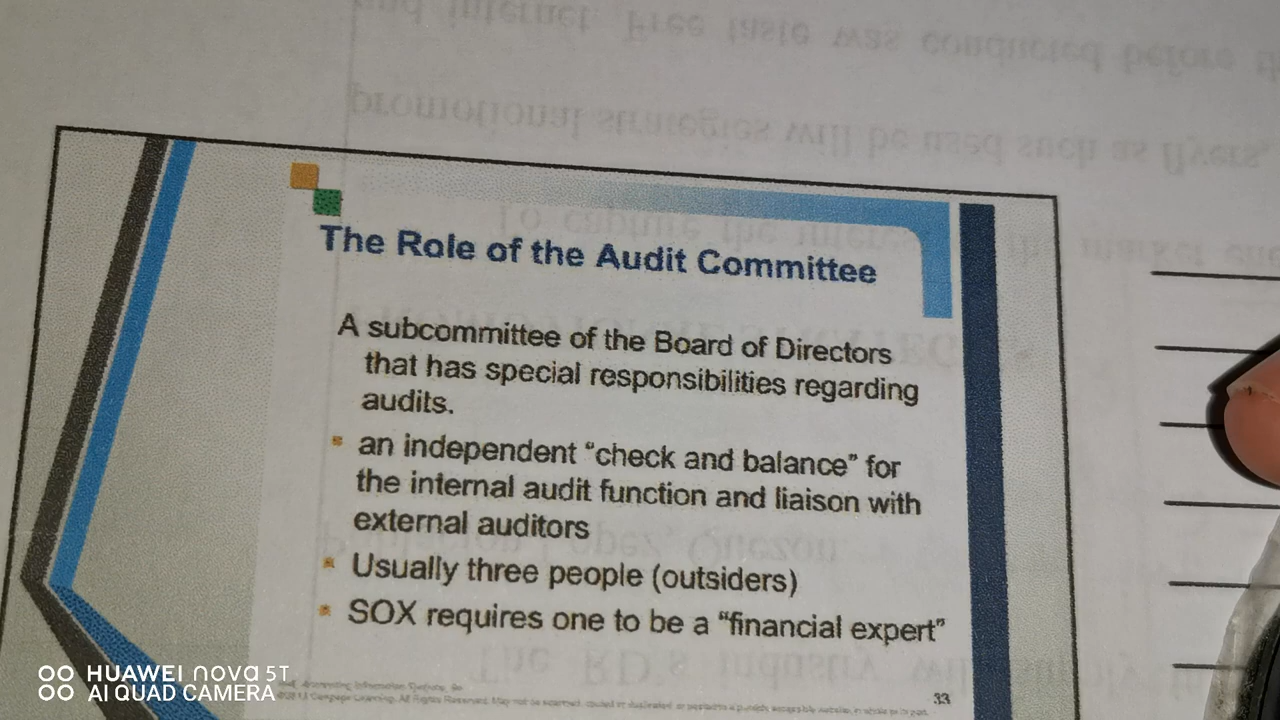 The Role of the Audit Committee
A subcommittee of the Board of Directors
that has special responsibilities regarding
audits.
an independent “check and balance” for
the internal audit function and liaison with
external auditors
Usually three people (outsiders)
SOX requires one to be a “financial expert”
33
HUAWEI nova 5T
AI QUAD CAMERA